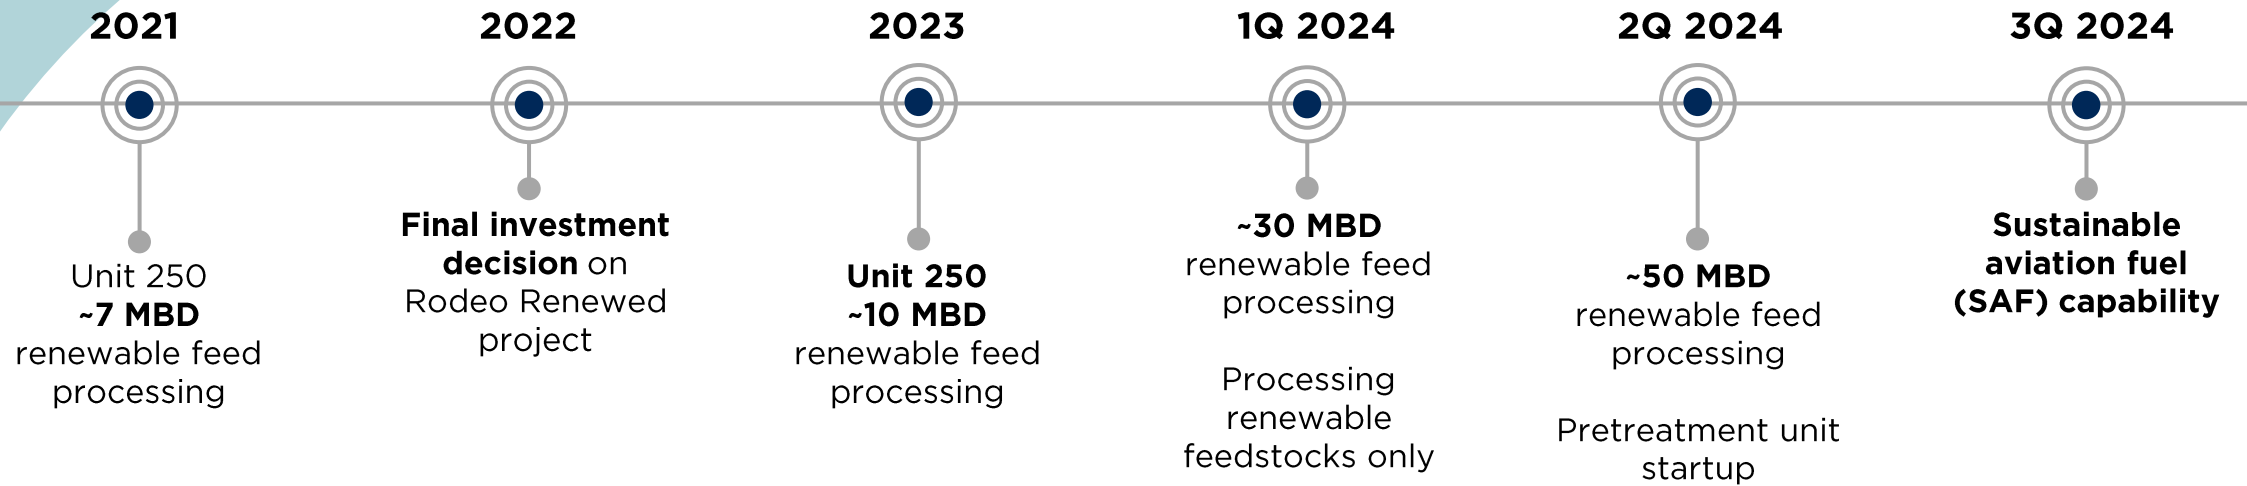 2021
Unit 250
~7 MBD
renewable feed
processing
2022
Final investment
decision on
Rodeo Renewed
project
2023
Unit 250
~10 MBD
renewable feed
processing
1Q 2024
~30 MBD
renewable feed
processing
Processing
renewable
feedstocks only
2Q 2024
~50 MBD
renewable feed
processing
Pretreatment unit
startup
3Q 2024
Sustainable
aviation fuel
(SAF) capability